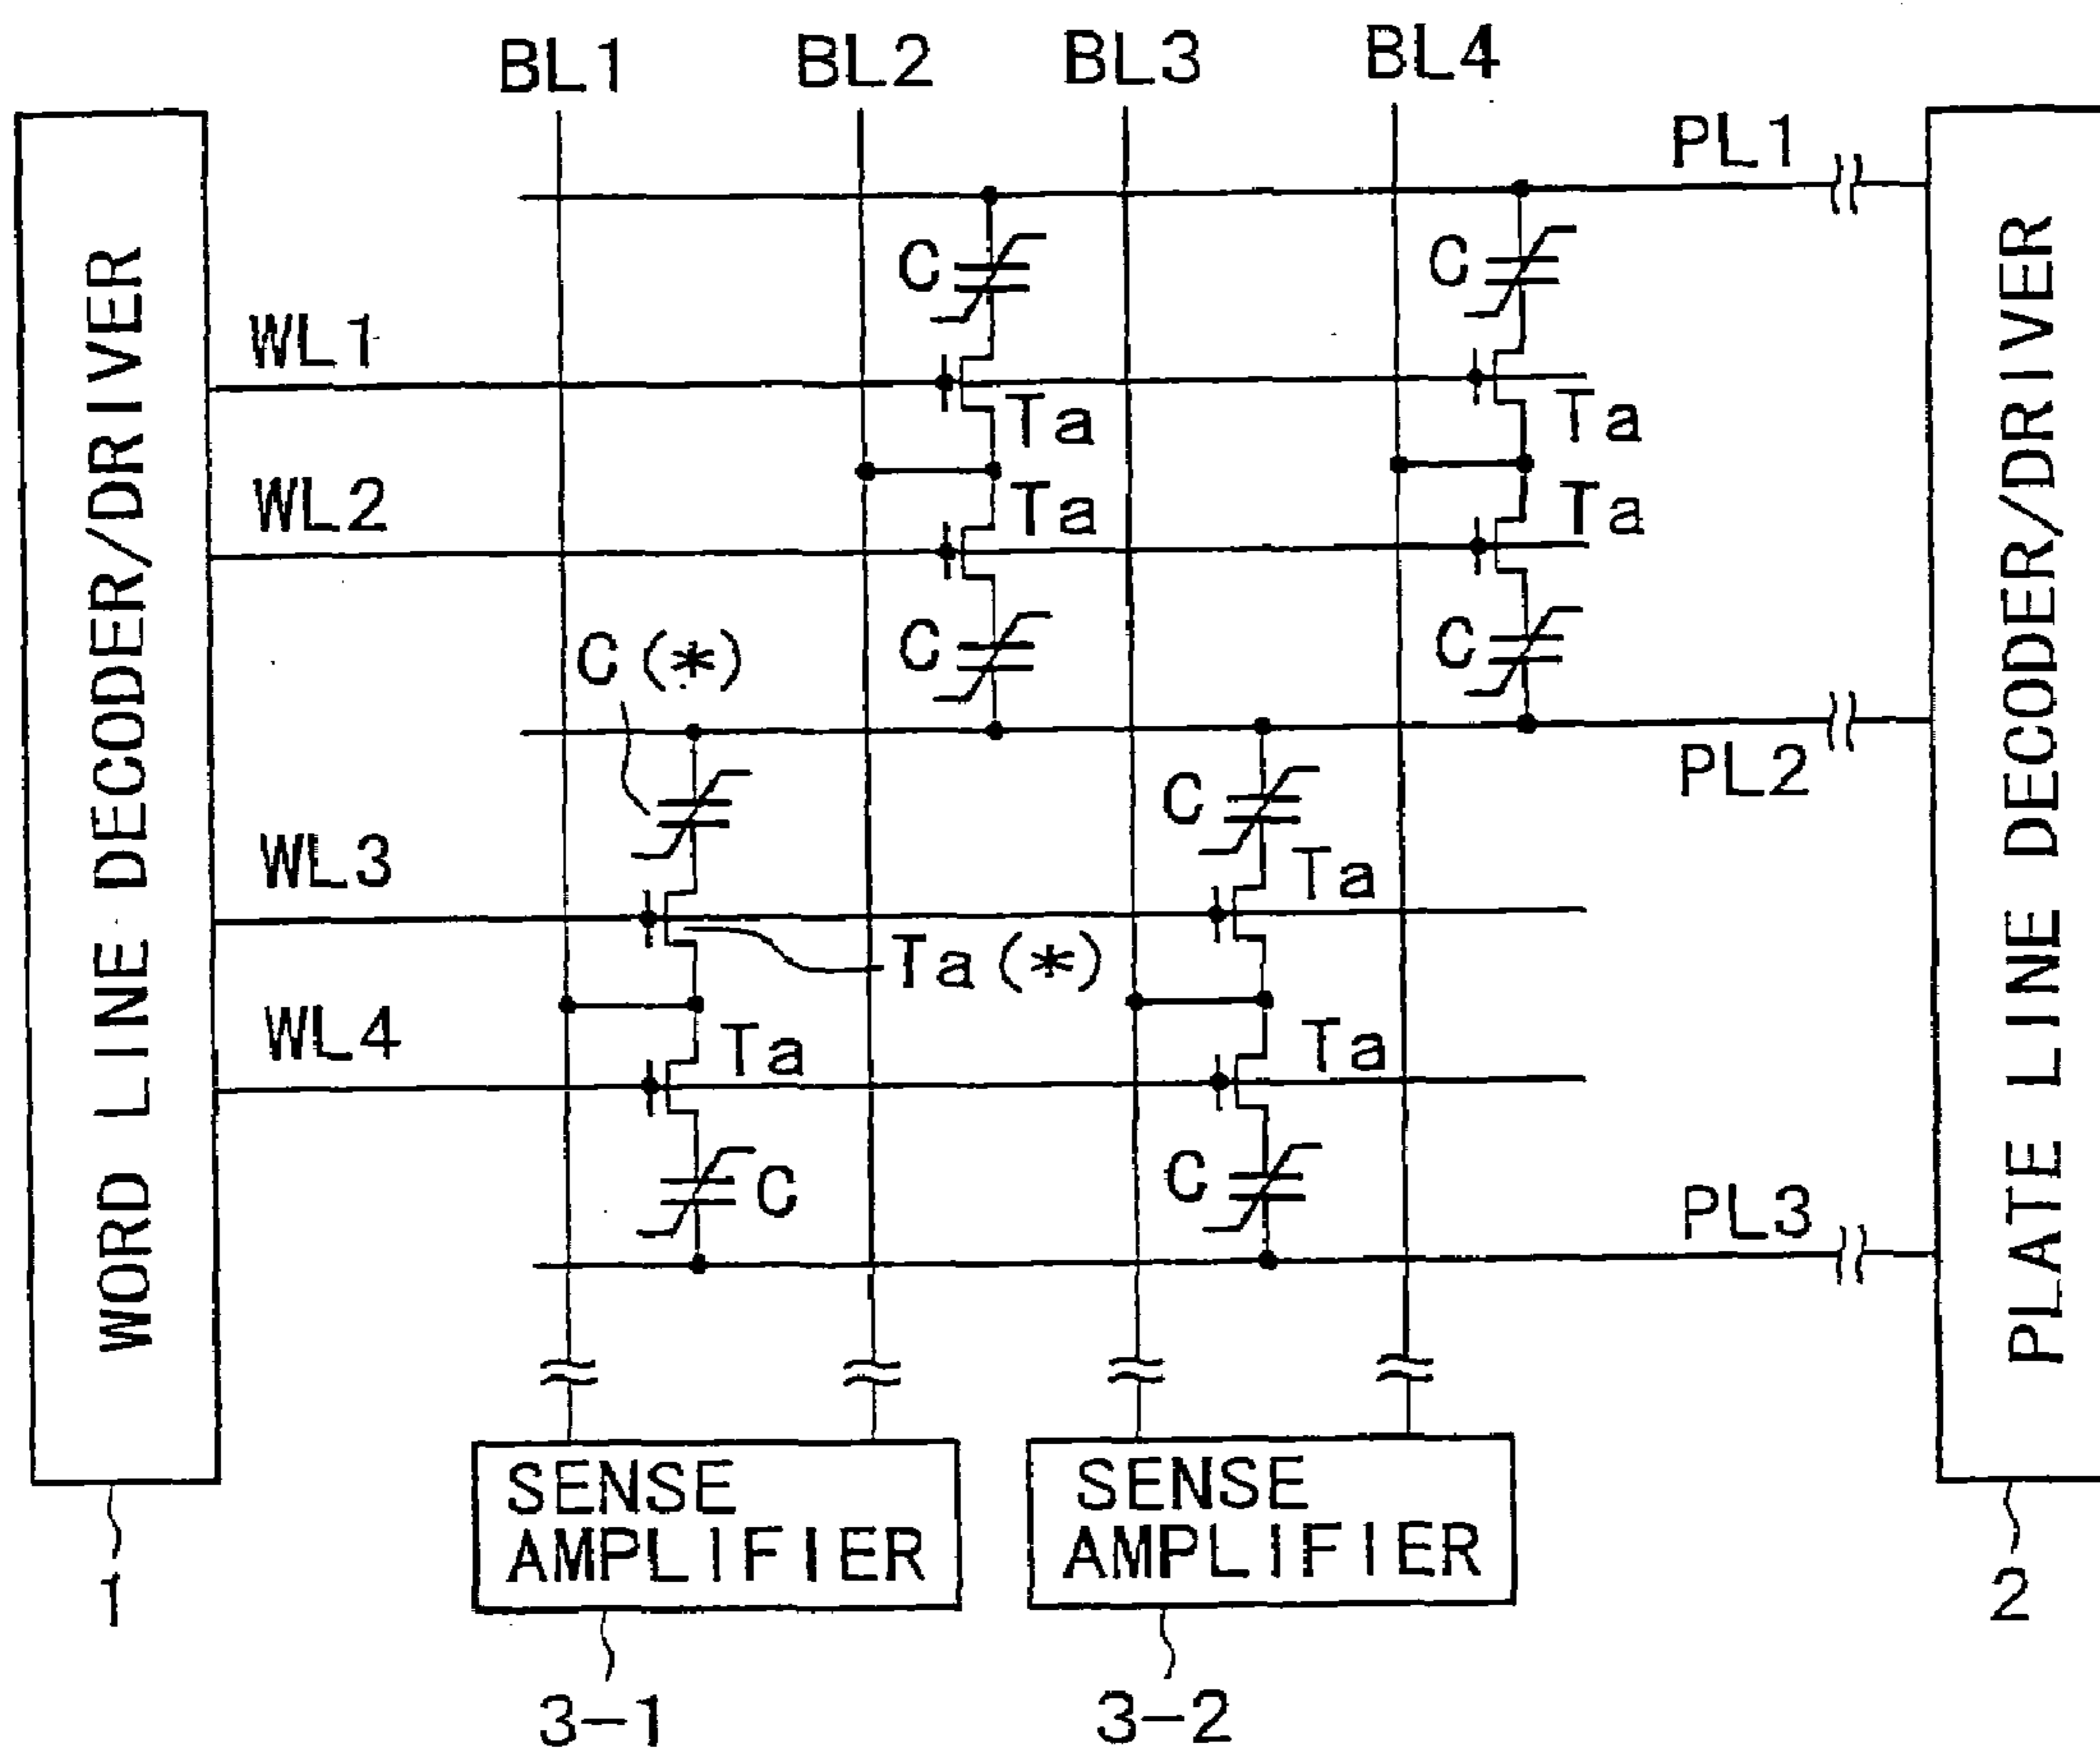 BL1 BL2 BL3 BL4
PL1
C C
WL1
Ta Ta
WL2
Ta Ta
C (*) C C
PL2
C
WL3
Ta
Ta (*)
WL4
Ta Ta
C C
PL3
WORD LINE DECODER/DRIVER
PLATE LINE DECODER/DRIVER
SENSE
AMPLIFIER
SENSE
AMPLIFIER
1
2
3-1
3-2